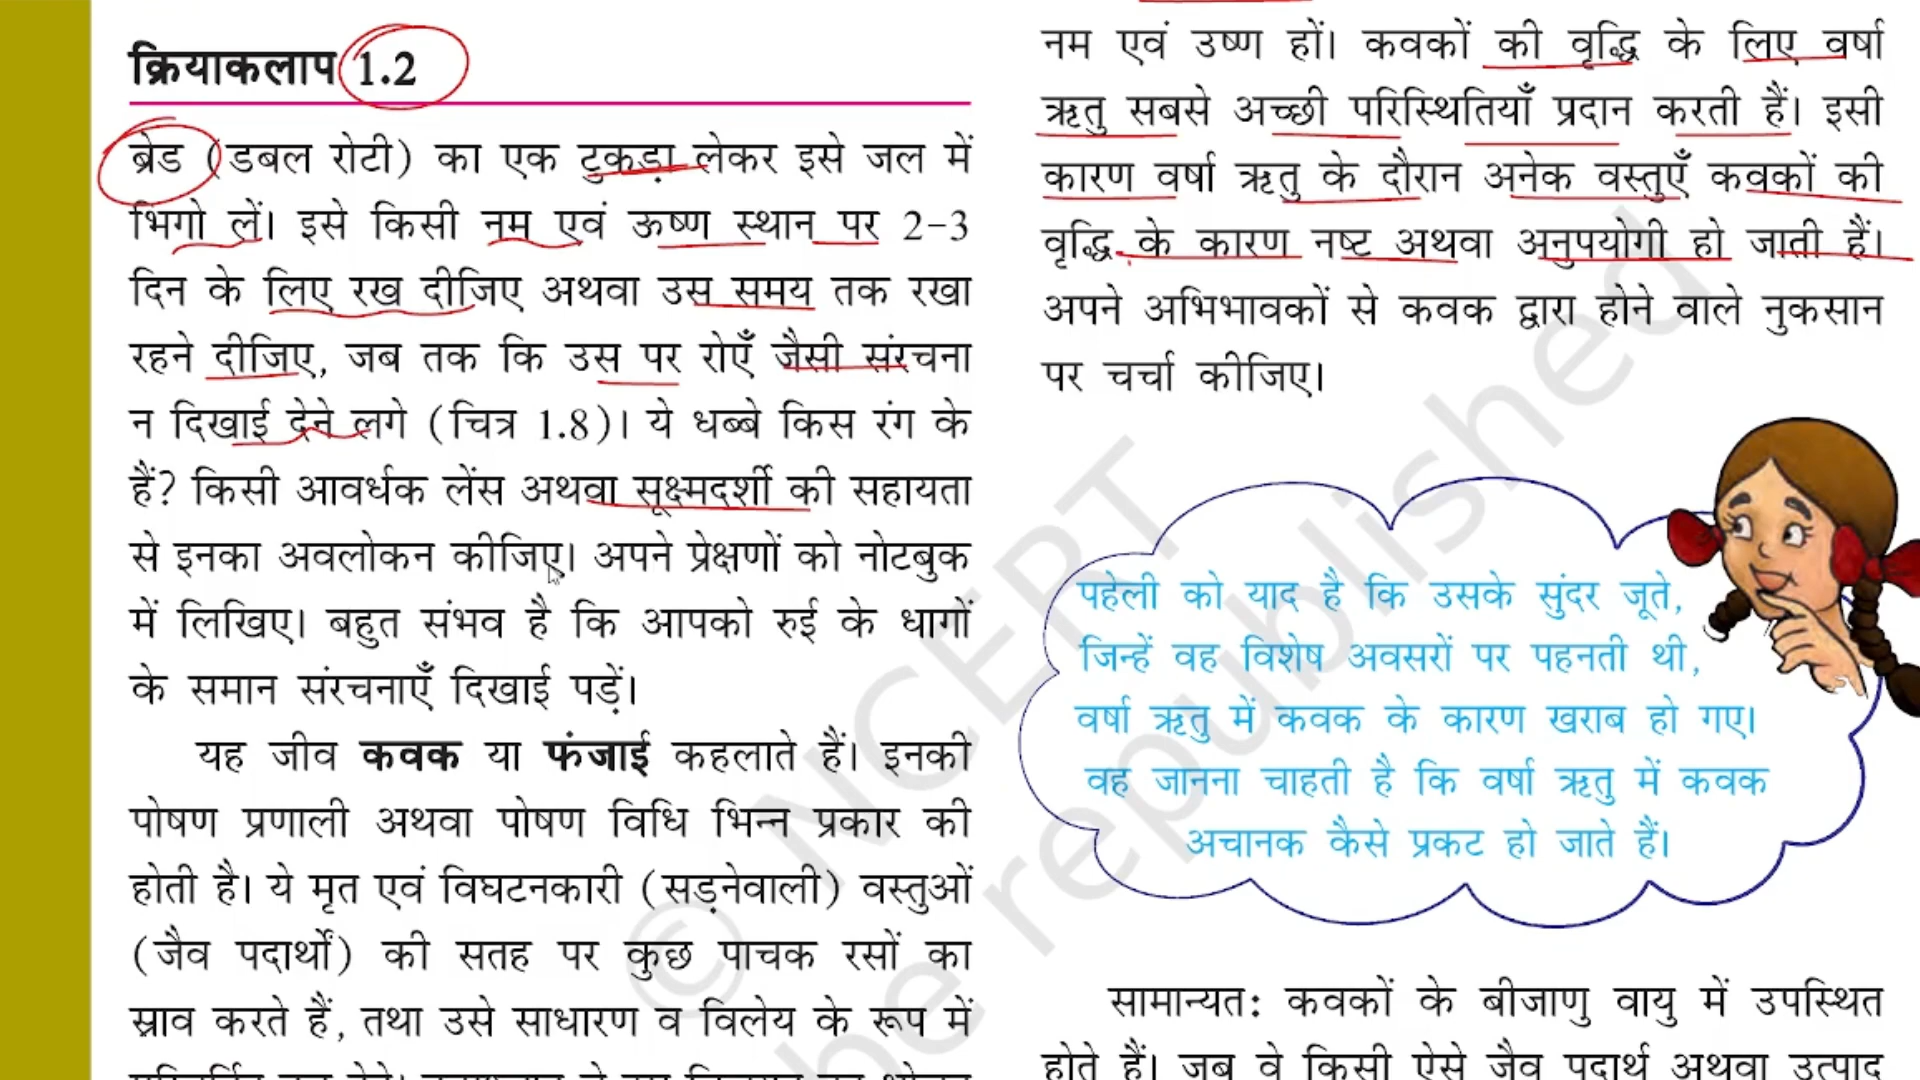 क्रियाकलाप 1.2
ब्रेड (डबल रोटी) का एक टुकड़ा लेकर इसे जल में
भिगो लें। इसे किसी नम एवं ऊष्ण स्थान पर 2-3
दिन के लिए रख दीजिए अथवा उस समय तक रखा
रहने दीजिए, जब तक कि उस पर रोएँ जैसी संरचना
न दिखाई देने लगे (चित्र 1.8)। ये धब्बे किस रंग के
हैं? किसी आवर्धक लेंस अथवा सूक्ष्मदर्शी की सहायता
से इनका अवलोकन कीजिए। अपने प्रेक्षणों को नोटबुक
में लिखिए। बहुत संभव है कि आपको रुई के धागों
के समान संरचनाएँ दिखाई पड़ें।
यह जीव कवक या फंजाई कहलाते हैं। इनकी
पोषण प्रणाली अथवा पोषण विधि भिन्न प्रकार की
होती है। ये मृत एवं विघटनकारी (सड़नेवाली) वस्तुओं
(जैव पदार्थों) की सतह पर कुछ पाचक रसों का
स्राव करते हैं, तथा उसे साधारण व विलेय के रूप में
नम एवं उष्ण हों। कवकों की वृद्धि के लिए वर्षा
ऋतु सबसे अच्छी परिस्थितियाँ प्रदान करती हैं। इसी
कारण वर्षा ऋतु के दौरान अनेक वस्तुएँ कवकों की
वृद्धि के कारण नष्ट अथवा अनुपयोगी हो जाती हैं।
अपने अभिभावकों से कवक द्वारा होने वाले नुकसान
पर चर्चा कीजिए।
पहेली को याद है कि उसके सुंदर जूते,
जिन्हें वह विशेष अवसरों पर पहनती थी,
वर्षा ऋतु में कवक के कारण खराब हो गए।
वह जानना चाहती है कि वर्षा ऋतु में कवक
अचानक कैसे प्रकट हो जाते हैं।
सामान्यत: कवकों के बीजाणु वायु में उपस्थित
होते हैं। जब वे किसी ऐसे जैव पदार्थ अथवा उत्पाद
© NCERT
be republished